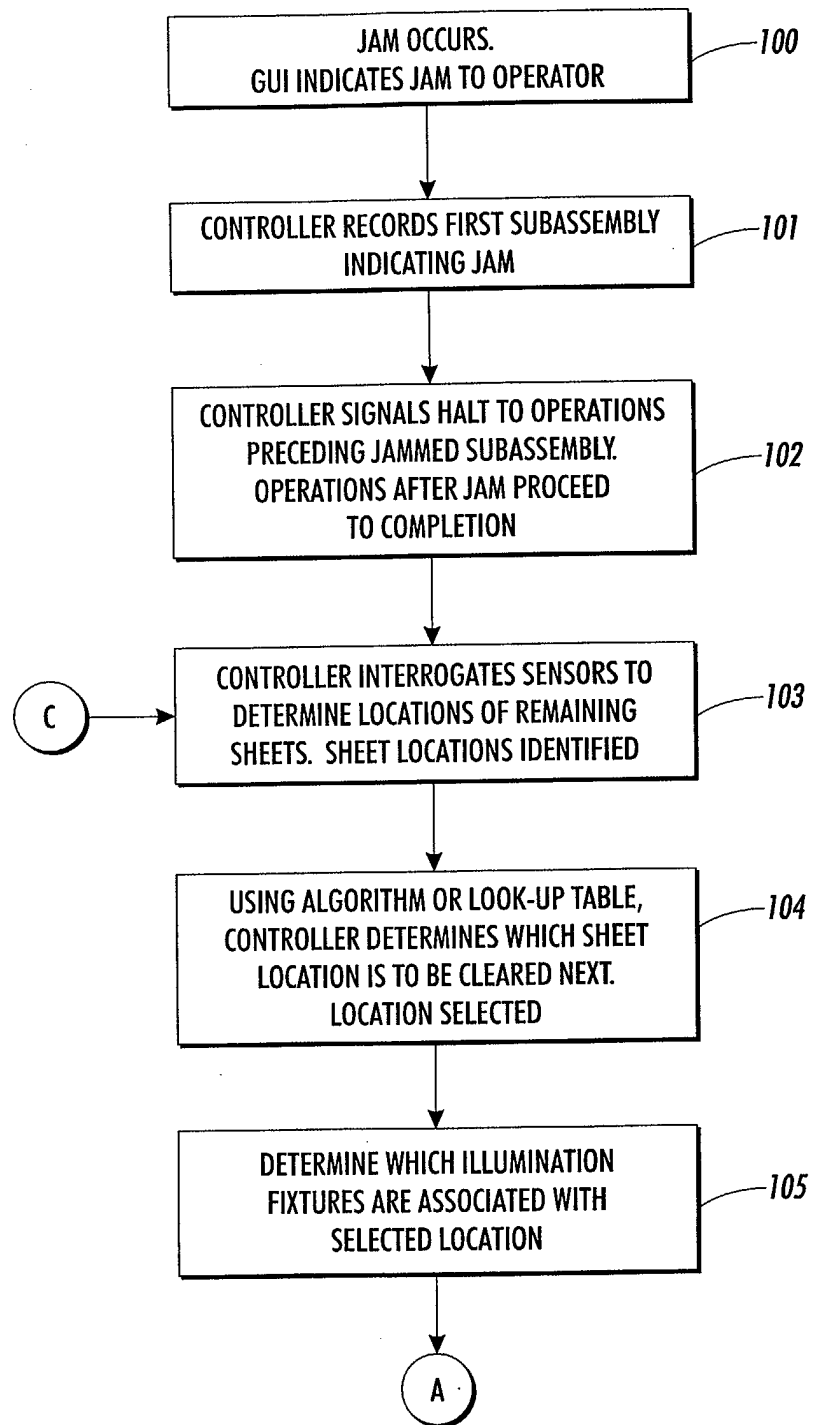 JAM OCCURS.
GUI INDICATES JAM TO OPERATOR
100
CONTROLLER RECORDS FIRST SUBASSEMBLY
INDICATING JAM
101
CONTROLLER SIGNALS HALT TO OPERATIONS
PRECEDING JAMMED SUBASSEMBLY.
OPERATIONS AFTER JAM PROCEED
TO COMPLETION
102
C
CONTROLLER INTERROGATES SENSORS TO
DETERMINE LOCATIONS OF REMAINING
SHEETS. SHEET LOCATIONS IDENTIFIED
103
USING ALGORITHM OR LOOK-UP TABLE,
CONTROLLER DETERMINES WHICH SHEET
LOCATION IS TO BE CLEARED NEXT.
LOCATION SELECTED
104
DETERMINE WHICH ILLUMINATION
FIXTURES ARE ASSOCIATED WITH
SELECTED LOCATION
105
A